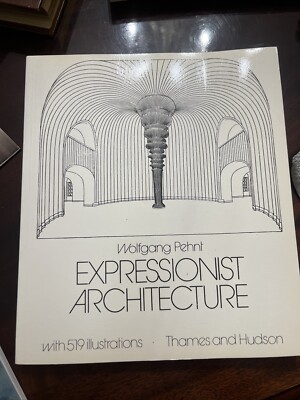 Wolfgang Pehnt
EXPRESSIONIST
ARCHITECTURE
with 519 illustrations · Thames and Hudson